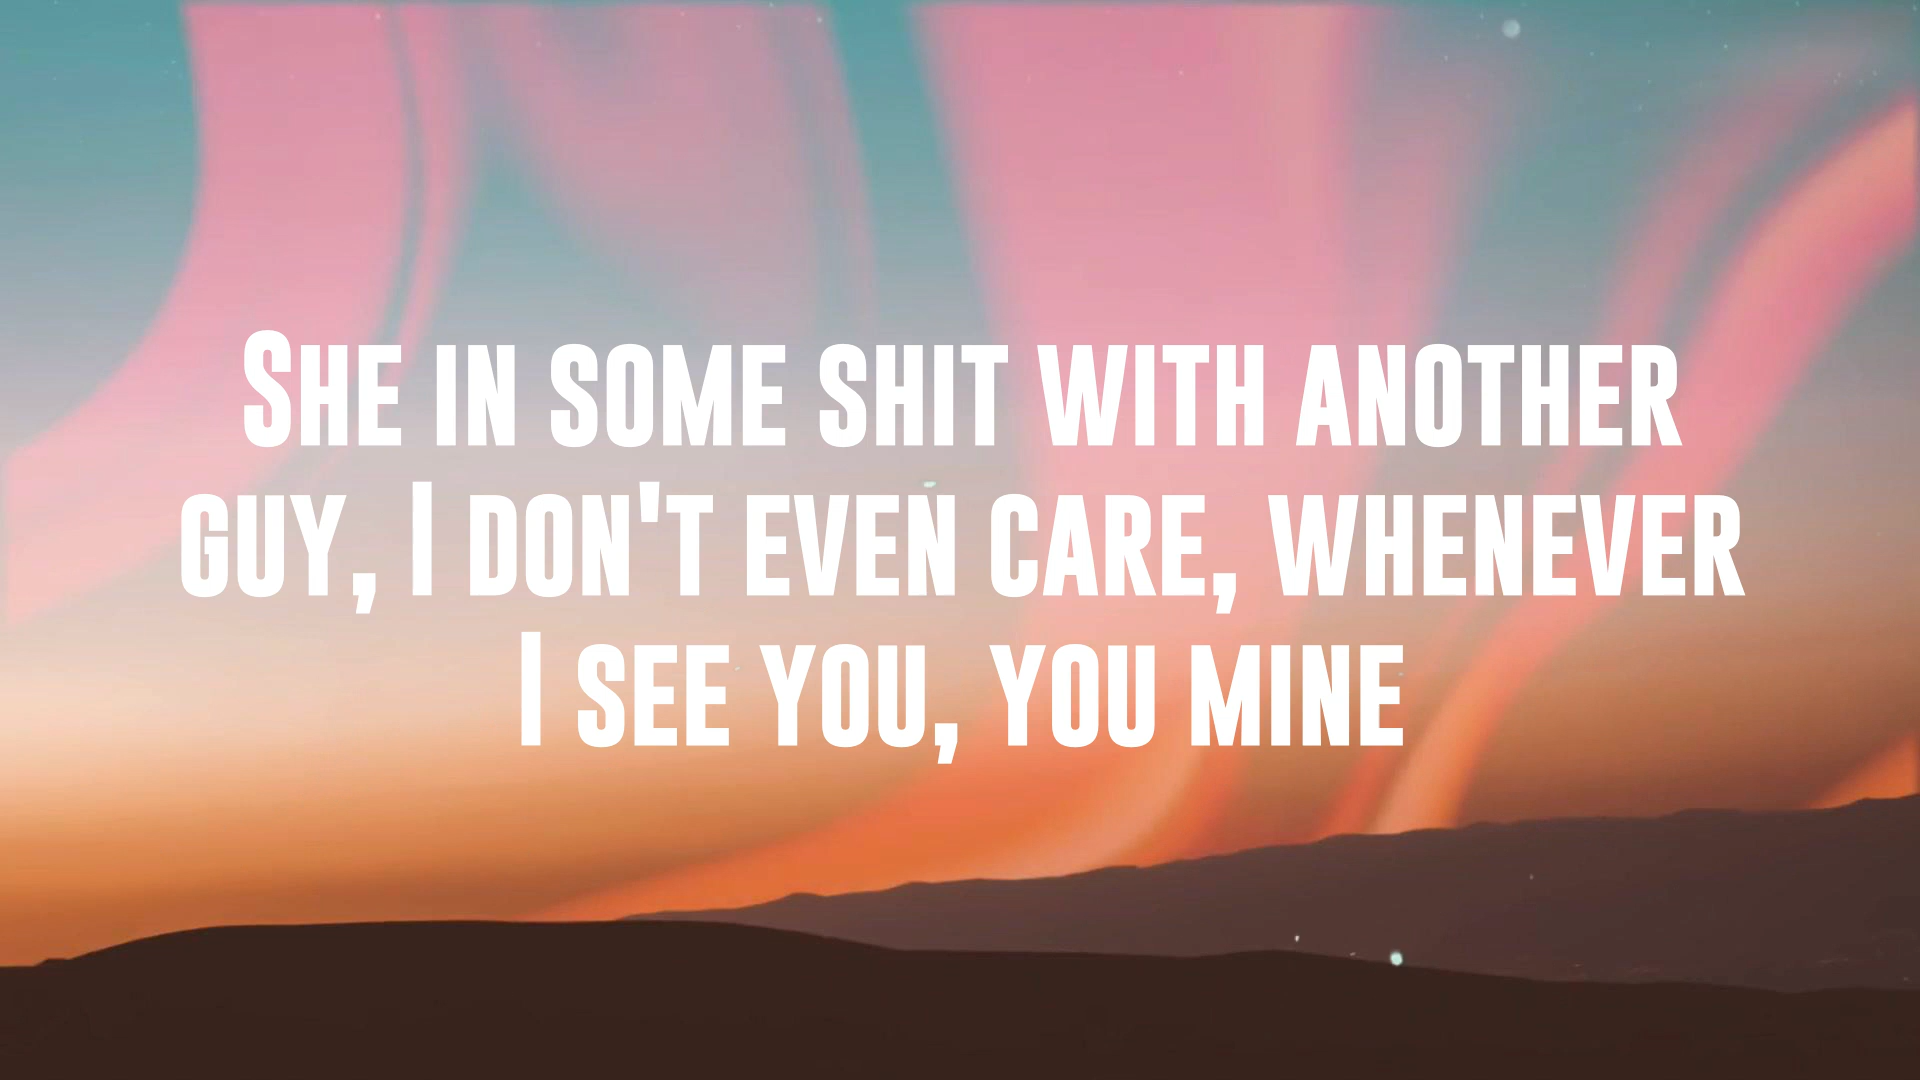 She in some shit with another
guy, I don't even care, whenever
I see you, you mine